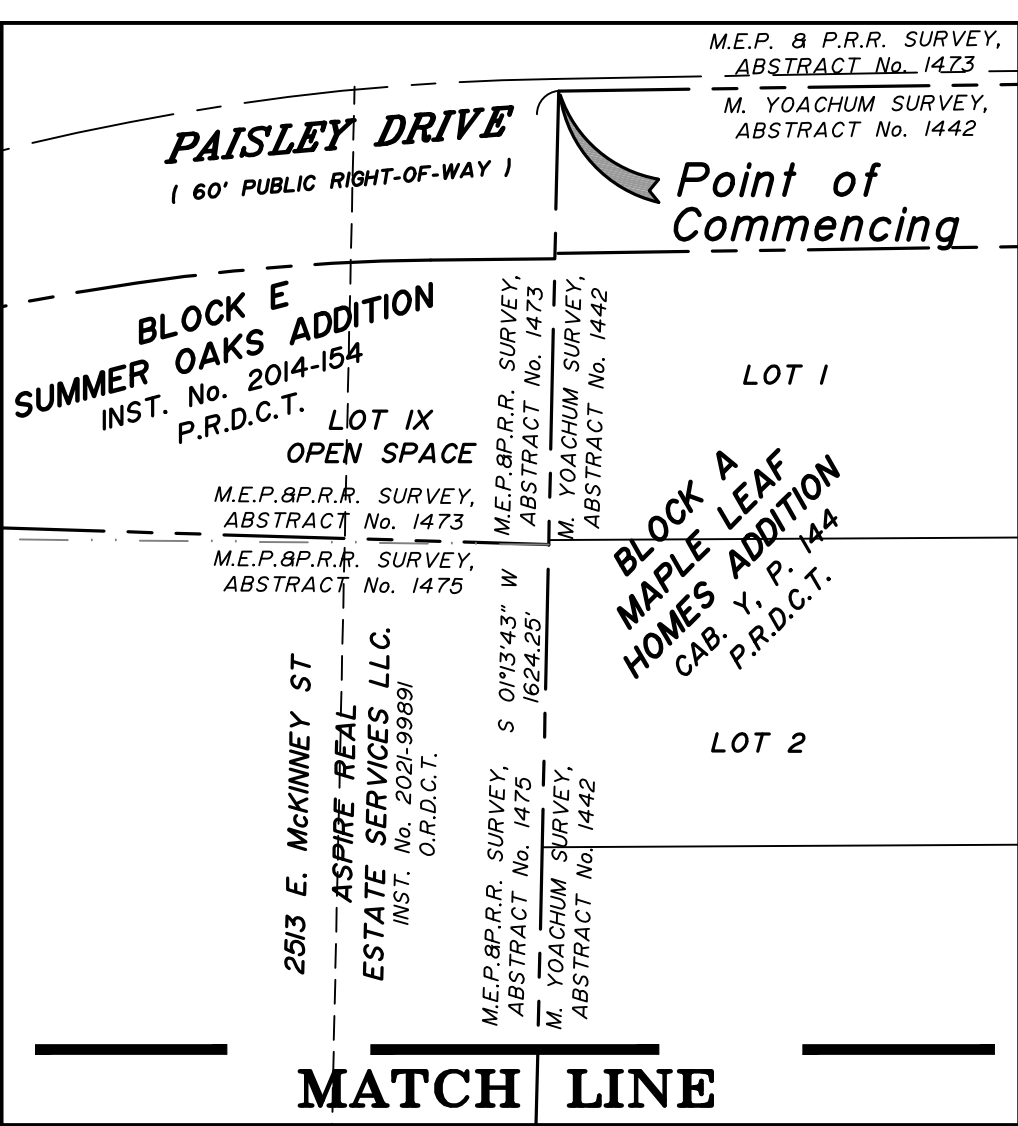 M.E.P. & P.R.R. SURVEY,
ABSTRACT No. 1473
M. YOACHUM SURVEY,
ABSTRACT No. 1442
PAISLEY DRIVE
( 60' PUBLIC RIGHT-OF-WAY )
Point of
Commencing
BLOCK E
SUMMER OAKS ADDITION
INST. No. 2014-154
P.R.D.C.T.
LOT 1X
OPEN SPACE
M.E.P.&P.R.R. SURVEY,
ABSTRACT No. 1473
M.E.P.&P.R.R. SURVEY,
ABSTRACT No. 1475
M.E.P.&P.R.R. SURVEY,
ABSTRACT No. 1473
M. YOACHUM SURVEY,
ABSTRACT No. 1442
LOT 1
BLOCK A
MAPLE LEAF
HOMES ADDITION
CAB. Y, P. 144
P.R.D.C.T.
LOT 2
S 01°13'43" W
1624.25'
2513 E. McKINNEY ST
ASPIRE REAL
ESTATE SERVICES LLC.
INST. No. 2021-99891
O.R.D.C.T.
M.E.P.&P.R.R. SURVEY,
ABSTRACT No. 1475
M. YOACHUM SURVEY,
ABSTRACT No. 1442
MATCH LINE